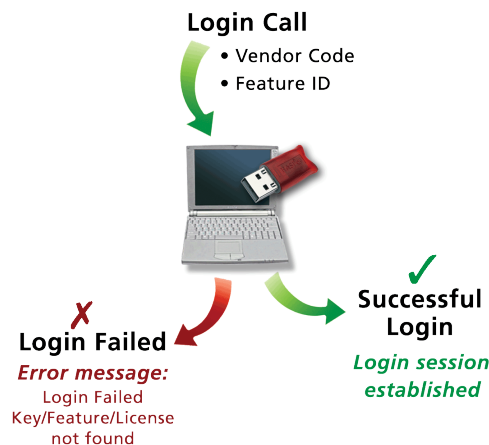 Login Call
• Vendor Code
• Feature ID
✗
Login Failed
Error message:
Login Failed
Key/Feature/License
not found
✓
Successful
Login
Login session
established